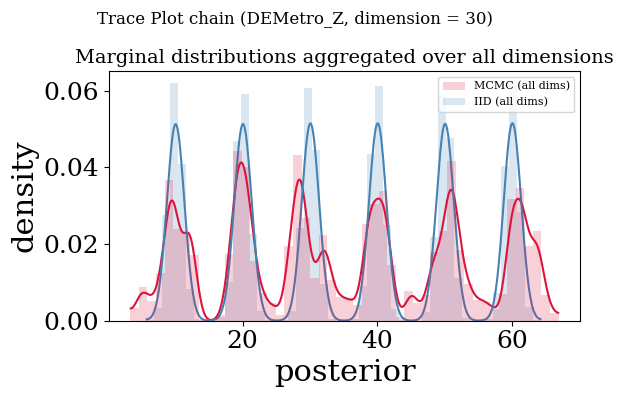 Trace Plot chain (DEMetro_Z, dimension = 30)
Marginal distributions aggregated over all dimensions
MCMC (all dims)
IID (all dims)
density
0.06
0.04
0.02
0.00
20
40
60
posterior